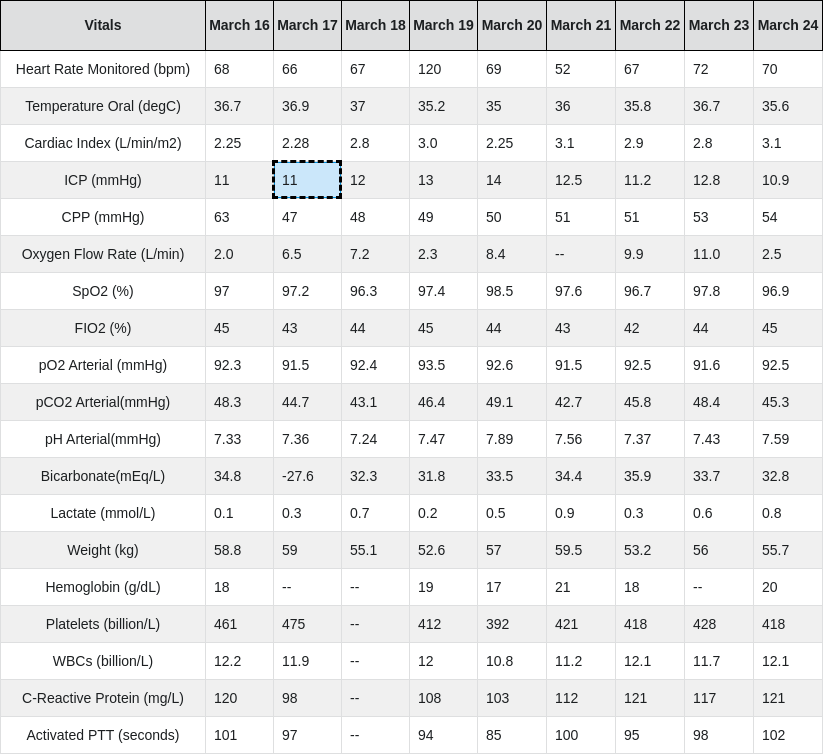 Vitals March 16 March 17 March 18 March 19 March 20 March 21 March 22 March 23 March 24
Heart Rate Monitored (bpm) 68 66 67 120 69 52 67 72 70
Temperature Oral (degC) 36.7 36.9 37 35.2 35 36 35.8 36.7 35.6
Cardiac Index (L/min/m2) 2.25 2.28 2.8 3.0 2.25 3.1 2.9 2.8 3.1
ICP (mmHg) 11 11 12 13 14 12.5 11.2 12.8 10.9
CPP (mmHg) 63 47 48 49 50 51 51 53 54
Oxygen Flow Rate (L/min) 2.0 6.5 7.2 2.3 8.4 -- 9.9 11.0 2.5
SpO2 (%) 97 97.2 96.3 97.4 98.5 97.6 96.7 97.8 96.9
FIO2 (%) 45 43 44 45 44 43 42 44 45
pO2 Arterial (mmHg) 92.3 91.5 92.4 93.5 92.6 91.5 92.5 91.6 92.5
pCO2 Arterial(mmHg) 48.3 44.7 43.1 46.4 49.1 42.7 45.8 48.4 45.3
pH Arterial(mmHg) 7.33 7.36 7.24 7.47 7.89 7.56 7.37 7.43 7.59
Bicarbonate(mEq/L) 34.8 -27.6 32.3 31.8 33.5 34.4 35.9 33.7 32.8
Lactate (mmol/L) 0.1 0.3 0.7 0.2 0.5 0.9 0.3 0.6 0.8
Weight (kg) 58.8 59 55.1 52.6 57 59.5 53.2 56 55.7
Hemoglobin (g/dL) 18 -- -- 19 17 21 18 -- 20
Platelets (billion/L) 461 475 -- 412 392 421 418 428 418
WBCs (billion/L) 12.2 11.9 -- 12 10.8 11.2 12.1 11.7 12.1
C-Reactive Protein (mg/L) 120 98 -- 108 103 112 121 117 121
Activated PTT (seconds) 101 97 -- 94 85 100 95 98 102